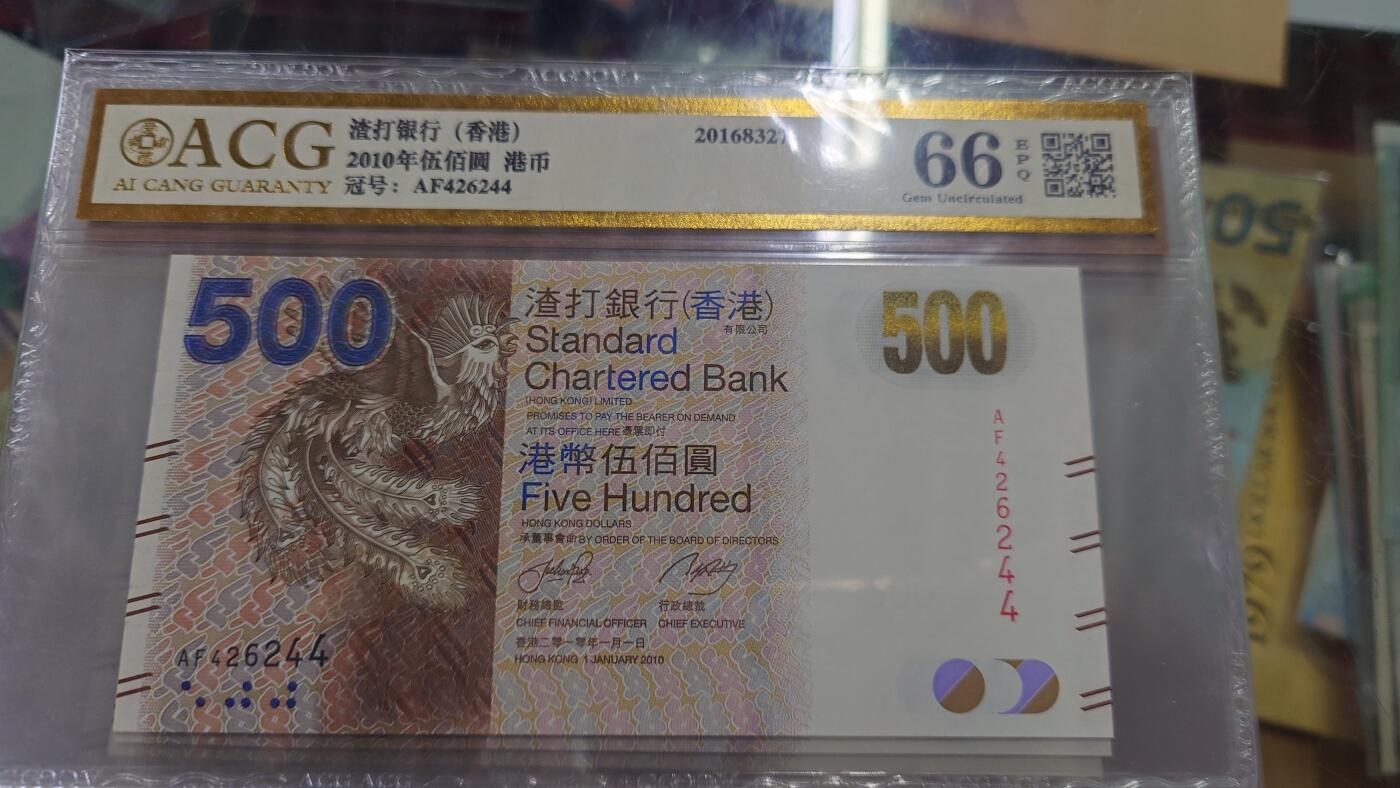 ACG
AI CANG GUARANTY
渣打银行（香港）
2010年伍佰圆 港币
冠号：AF426244
20168327
66
EPQ
Gem Uncirculated
500
渣打銀行(香港)
有限公司
Standard
Chartered Bank
(HONG KONG) LIMITED
PROMISES TO PAY THE BEARER ON DEMAND
AT ITS OFFICE HERE 憑票即付
港幣伍佰圓
Five Hundred
HONG KONG DOLLARS
承董事會命 BY ORDER OF THE BOARD OF DIRECTORS
財務總監
CHIEF FINANCIAL OFFICER
行政總裁
CHIEF EXECUTIVE
香港二零一零年一月一日
HONG KONG 1 JANUARY 2010
AF426244
500
AF426244
50
1979